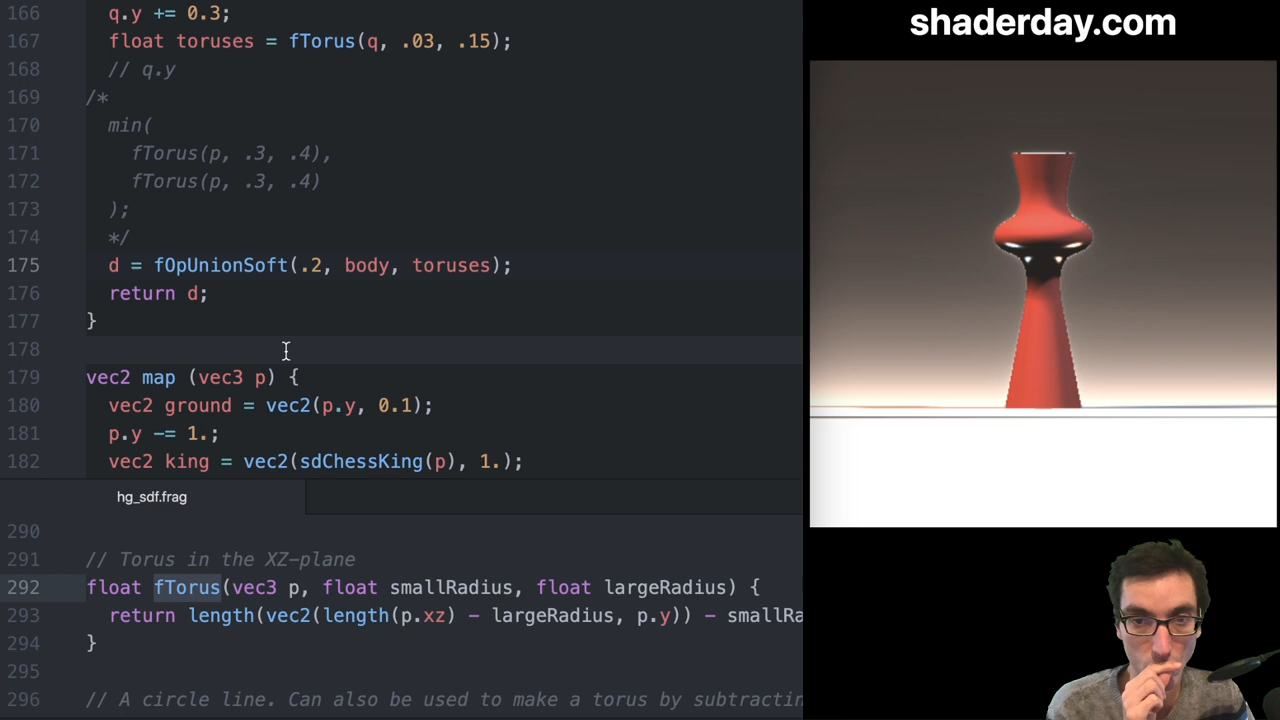 166 q.y += 0.3;
167 float toruses = fTorus(q, .03, .15);
168 // q.y
169 /*
170 min(
171 fTorus(p, .3, .4),
172 fTorus(p, .3, .4)
173 );
174 */
175 d = fOpUnionSoft(.2, body, toruses);
176 return d;
177 }
178
179 vec2 map (vec3 p) {
180 vec2 ground = vec2(p.y, 0.1);
181 p.y -= 1.;
182 vec2 king = vec2(sdChessKing(p), 1.);
hg_sdf.frag
290
291 // Torus in the XZ-plane
292 float fTorus(vec3 p, float smallRadius, float largeRadius) {
293 return length(vec2(length(p.xz) - largeRadius, p.y)) - smallRa
294 }
295
296 // A circle line. Can also be used to make a torus by subtractin
shaderday.com